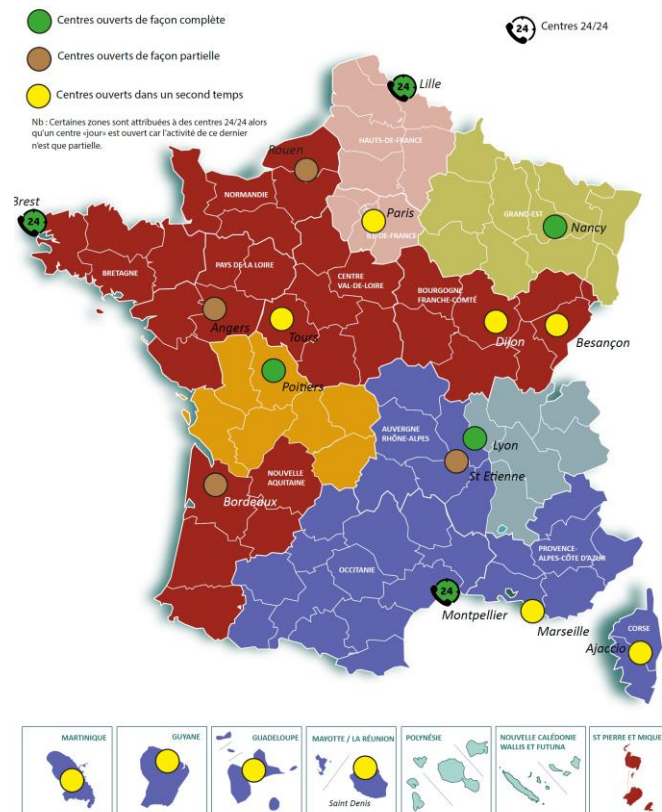 Centres ouverts de façon complète
24 Centres 24/24
Centres ouverts de façon partielle
Centres ouverts dans un second temps
Nb : Certaines zones sont attribuées à des centres 24/24 alors
qu'un centre «jour» est ouvert car l'activité de ce dernier
n'est que partielle.
24 Lille
HAUTS-DE-FRANCE
Rouen
NORMANDIE
Brest
24
Paris
ILE DE FRANCE
GRAND-EST
Nancy
BRETAGNE
PAYS DE LA LOIRE
CENTRE
VAL-DE-LOIRE
BOURGOGNE
FRANCHE-COMTÉ
Angers
Tours
Dijon
Besançon
Poitiers
AUVERGNE
RHÔNE-ALPES
Lyon
St Etienne
NOUVELLE
AQUITAINE
Bordeaux
OCCITANIE
PROVENCE-
ALPES-CÔTE D'AZUR
24
Montpellier
Marseille
CORSE
Ajaccio
MARTINIQUE
GUYANE
GUADELOUPE
MAYOTTE / LA RÉUNION
Saint Denis
POLYNÉSIE
NOUVELLE CALÉDONIE
WALLIS ET FUTUNA
ST PIERRE ET MIQUE